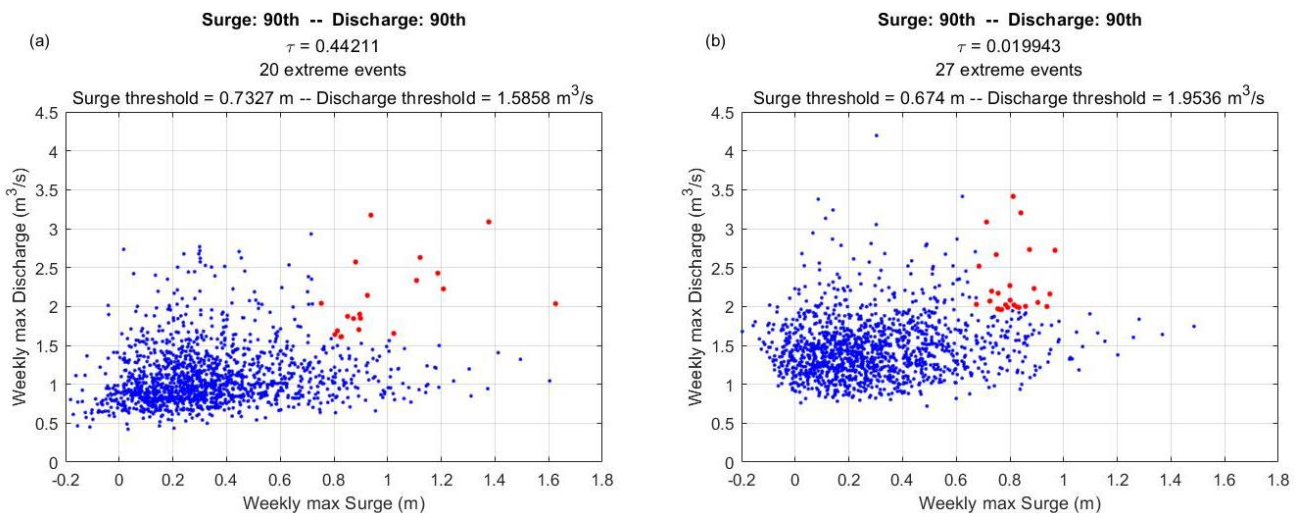 (a)
Surge: 90th -- Discharge: 90th
τ = 0.44211
20 extreme events
Surge threshold = 0.7327 m -- Discharge threshold = 1.5858 m³/s
Weekly max Discharge (m³/s)
4.5
4
3.5
3
2.5
2
1.5
1
0.5
0
-0.2 0 0.2 0.4 0.6 0.8 1 1.2 1.4 1.6 1.8
Weekly max Surge (m)
(b)
Surge: 90th -- Discharge: 90th
τ = 0.019943
27 extreme events
Surge threshold = 0.674 m -- Discharge threshold = 1.9536 m³/s
Weekly max Discharge (m³/s)
4.5
4
3.5
3
2.5
2
1.5
1
0.5
0
-0.2 0 0.2 0.4 0.6 0.8 1 1.2 1.4 1.6 1.8
Weekly max Surge (m)